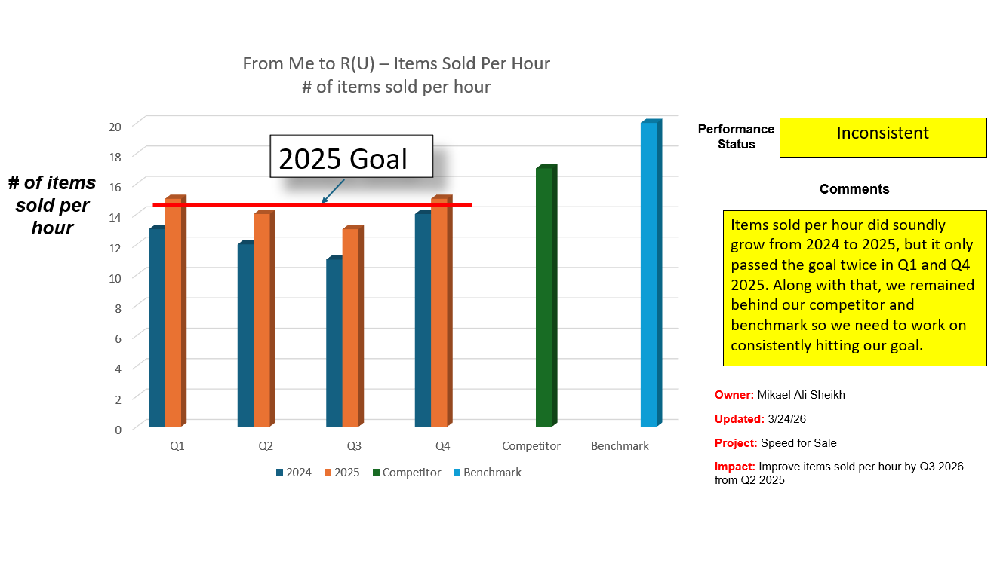 From Me to R(U) – Items Sold Per Hour
# of items sold per hour
20
18
16
14
12
10
8
6
4
2
0
# of items
sold per
hour
2025 Goal
Q1
Q2
Q3
Q4
Competitor
Benchmark
2024
2025
Competitor
Benchmark
Performance
Status
Inconsistent
Comments
Items sold per hour did soundly
grow from 2024 to 2025, but it only
passed the goal twice in Q1 and Q4
2025. Along with that, we remained
behind our competitor and
benchmark so we need to work on
consistently hitting our goal.
Owner: Mikael Ali Sheikh
Updated: 3/24/26
Project: Speed for Sale
Impact: Improve items sold per hour by Q3 2026
from Q2 2025